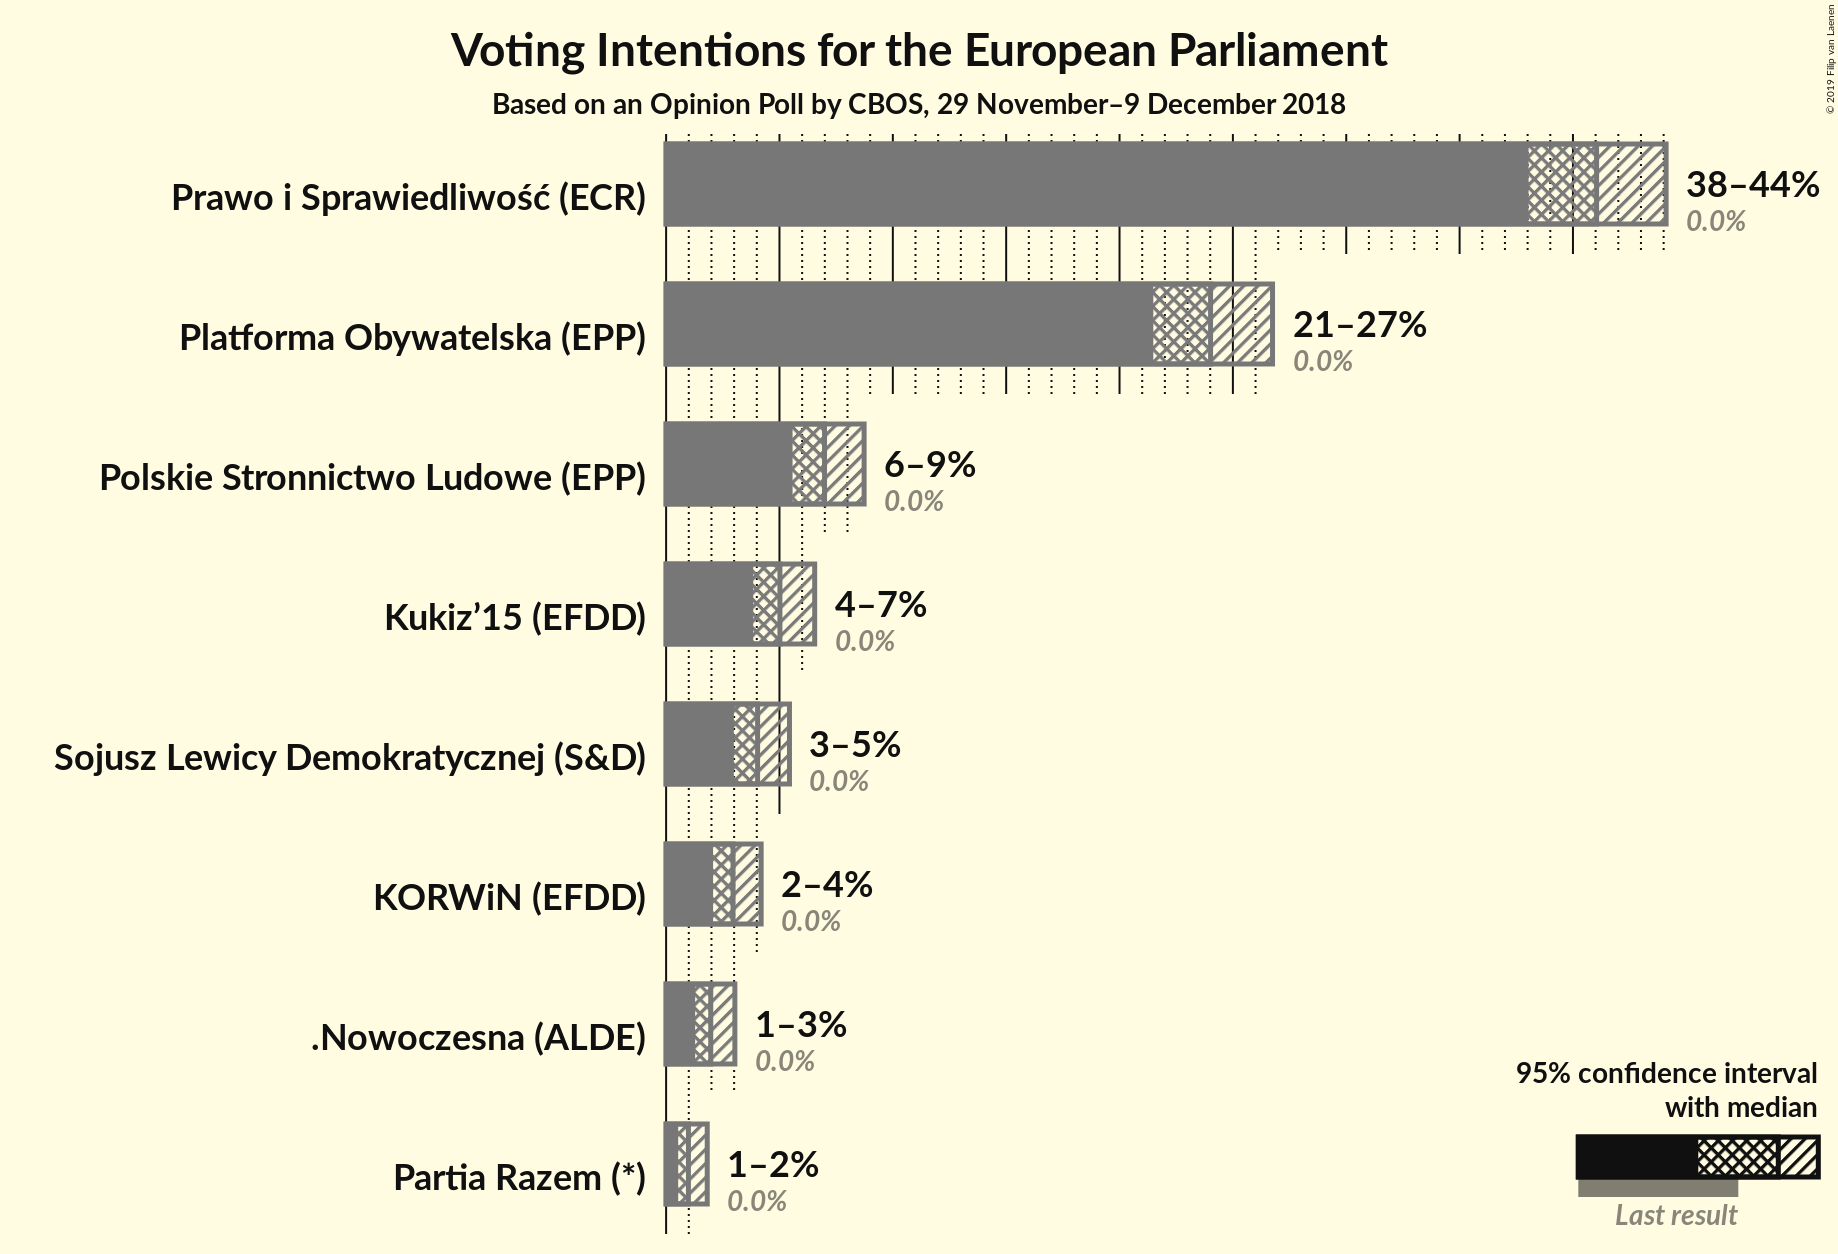 Voting Intentions for the European Parliament
Based on an Opinion Poll by CBOS, 29 November–9 December 2018
© 2019 Filip van Laenen
Prawo i Sprawiedliwość (ECR)
38–44%
0.0%
Platforma Obywatelska (EPP)
21–27%
0.0%
Polskie Stronnictwo Ludowe (EPP)
6–9%
0.0%
Kukiz’15 (EFDD)
4–7%
0.0%
Sojusz Lewicy Demokratycznej (S&D)
3–5%
0.0%
KORWiN (EFDD)
2–4%
0.0%
.Nowoczesna (ALDE)
1–3%
0.0%
Partia Razem (*)
1–2%
0.0%
95% confidence interval
with median
Last result